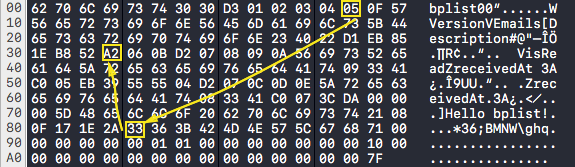 00 62 70 6C 69 73 74 30 30 D3 01 02 03 04 05 0F 57 bplist00“......W
10 56 65 72 73 69 6F 6E 56 45 6D 61 69 6C 73 5B 44 VersionVEmails[D
20 65 73 63 72 69 70 74 69 6F 6E 23 40 D1 EB 85 escription#@"—ÎÖ
30 1E B8 52 A2 06 0B D2 07 08 09 0A 56 69 73 52 65 .∏R¢..“.. VisRe
40 61 64 5A 72 65 63 65 69 76 65 64 41 74 09 33 41 adZreceivedAt 3A
50 C0 05 EB 55 55 04 D2 07 0C 0D 0E 5A 72 65 63 ¿.ÎUU.“.. .Zrec
60 65 69 76 65 64 41 74 08 33 41 C0 07 3C DA 00 00 eivedAt.3A¿.<⁄..
70 00 5D 48 65 6C 6F 20 62 70 6C 69 73 74 21 08 .]Hello bplist!.
80 0F 17 1E 2A 33 36 3B 42 4D 4E 57 5C 67 68 71 00 ...*36;BMNW\ghq.
90 00 00 00 00 00 01 01 00 00 00 00 00 00 00 10 00 ................
A0 00 00 00 00 00 00 00 00 00 00 00 00 00 7F